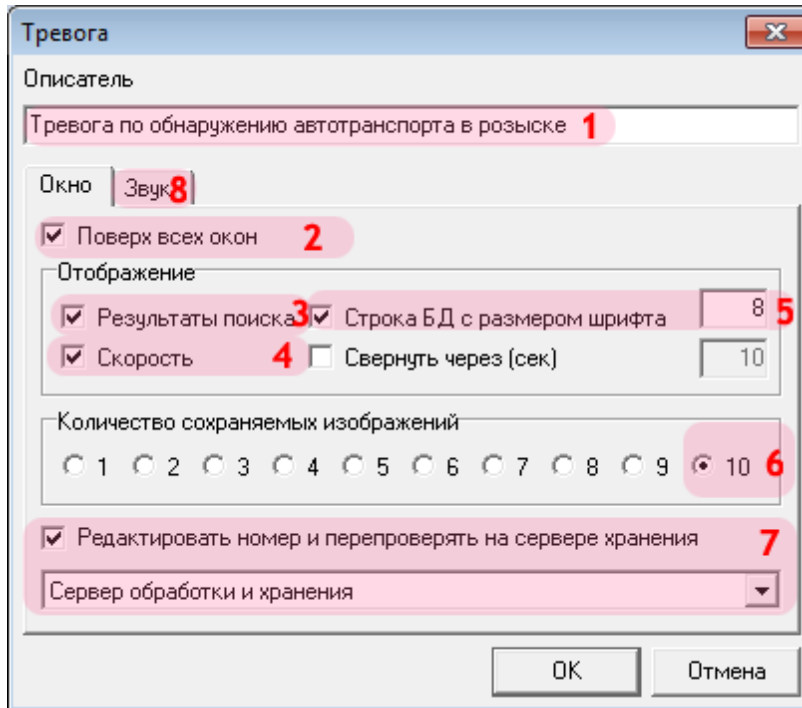 Тревога
Описатель
Тревога по обнаружению автотранспорта в розыске 1
Окно Звук 8
Поверх всех окон 2
Отображение
Результаты поиска 3 Строка БД с размером шрифта 8 5
Скорость 4 Свернуть через (сек) 10
Количество сохраняемых изображений
1 2 3 4 5 6 7 8 9 10 6
Редактировать номер и перепроверять на сервере хранения 7
Сервер обработки и хранения
OK Отмена